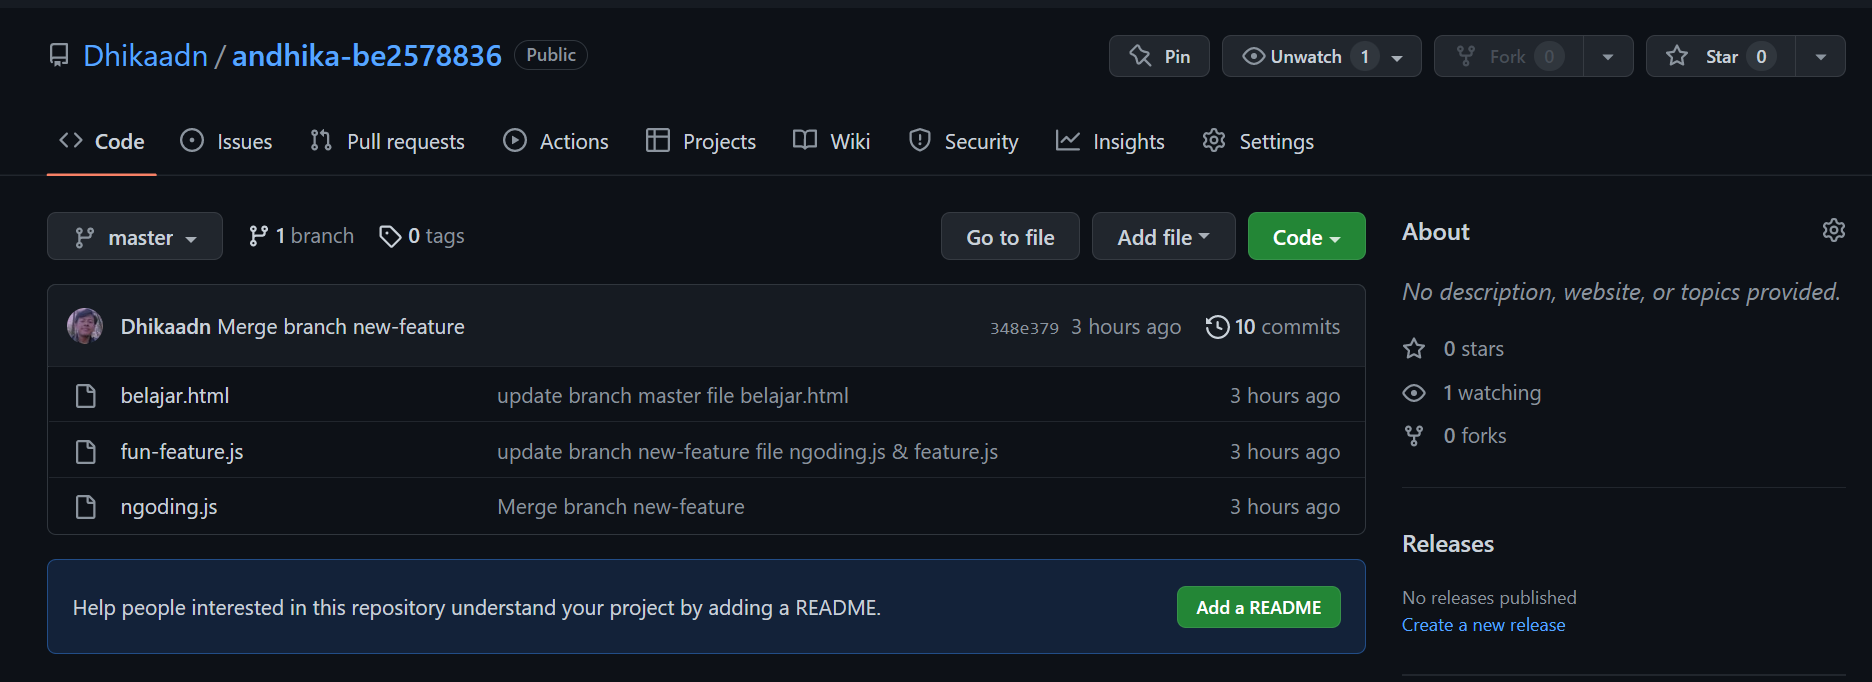 Dhikaadn / andhika-be2578836 Public
Pin Unwatch 1 Fork 0 Star 0
Code Issues Pull requests Actions Projects Wiki Security Insights Settings
master 1 branch 0 tags Go to file Add file Code
Dhikaadn Merge branch new-feature 348e379 3 hours ago 10 commits
belajar.html update branch master file belajar.html 3 hours ago
fun-feature.js update branch new-feature file ngoding.js & feature.js 3 hours ago
ngoding.js Merge branch new-feature 3 hours ago
Help people interested in this repository understand your project by adding a README. Add a README
About
No description, website, or topics provided.
0 stars
1 watching
0 forks
Releases
No releases published
Create a new release